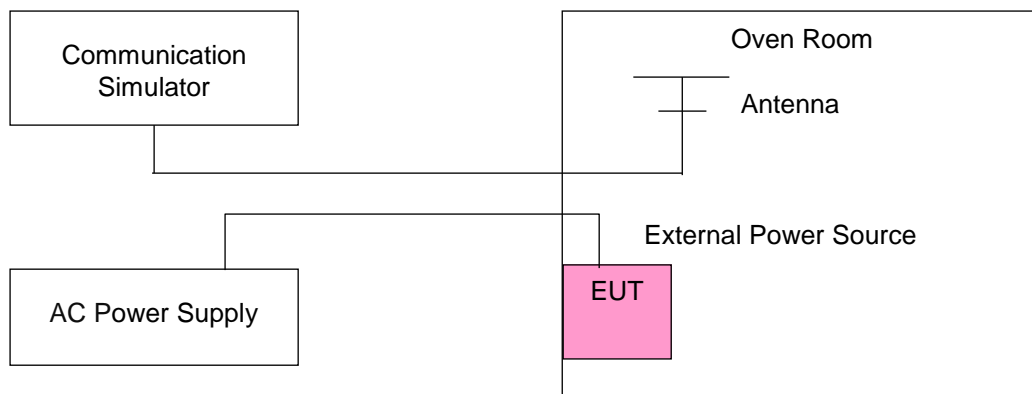 Communication
Simulator
Oven Room
Antenna
External Power Source
EUT
AC Power Supply